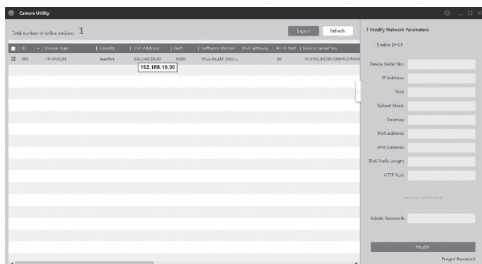 Camera Utility
Total number of online devices: 1
Export
Refresh
ID
Device Type
Security
IPv4 Address
Port
Software Version
IPv4 Gateway
HTTP Port
Device Serial No.
001
192.168.10.30
Modify Network Parameters
Enable DHCP
Device Serial No.:
IP Address:
Port:
Subnet Mask:
Gateway:
IPv6 Address:
IPv6 Gateway:
IPv6 Prefix Length:
HTTP Port:
Admin Password:
Modify
Forgot Password